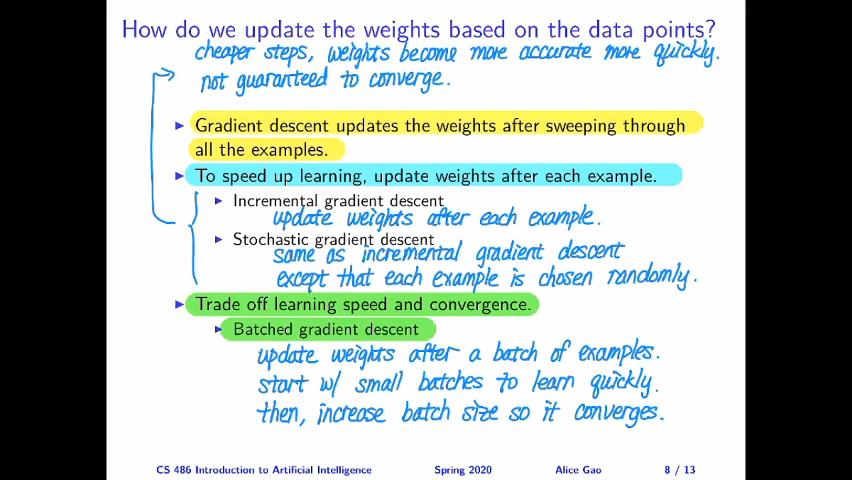 How do we update the weights based on the data points?
cheaper steps, weights become more accurate more quickly.
not guaranteed to converge.
▶ Gradient descent updates the weights after sweeping through
all the examples.
▶ To speed up learning, update weights after each example.
▶ Incremental gradient descent
update weights after each example.
▶ Stochastic gradient descent
same as incremental gradient descent
except that each example is chosen randomly.
▶ Trade off learning speed and convergence.
▶ Batched gradient descent
update weights after a batch of examples.
start w/ small batches to learn quickly.
then, increase batch size so it converges.
CS 486 Introduction to Artificial Intelligence Spring 2020 Alice Gao 8 / 13